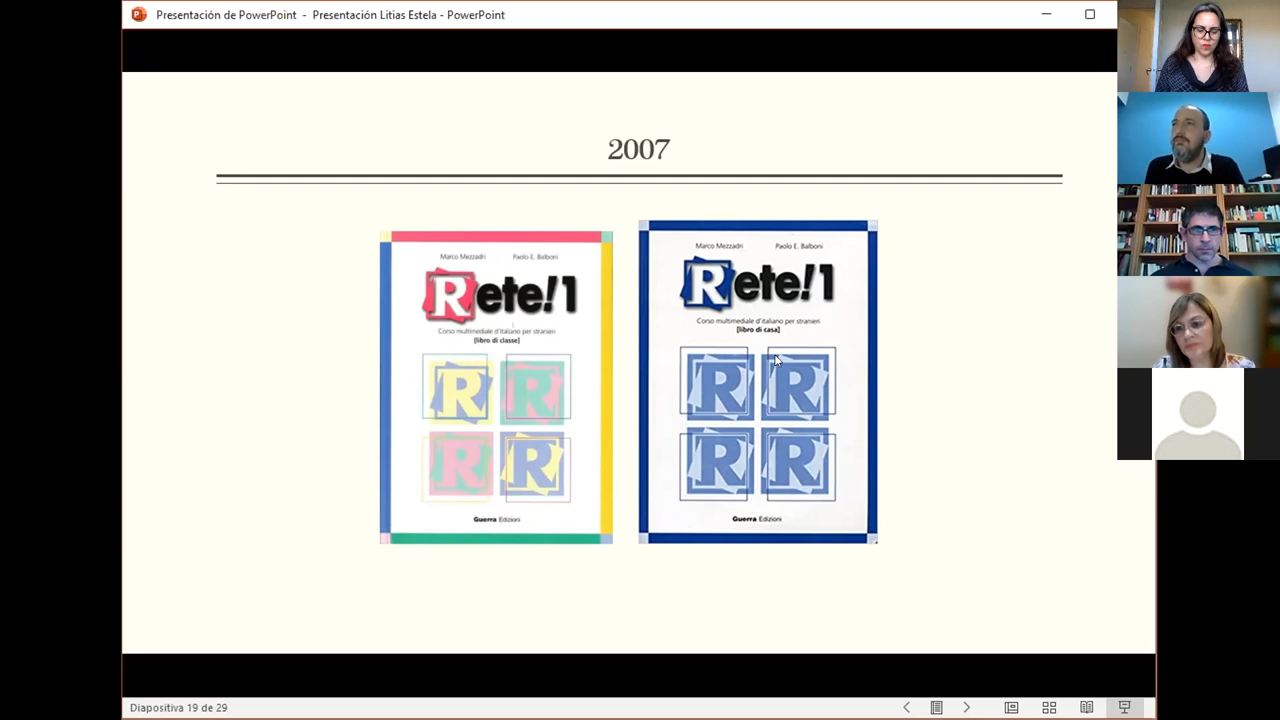 Presentación de PowerPoint - Presentación Litias Estela - PowerPoint
2007
Marco Mezzadri Paolo E. Balboni
Rete!1
Corso multimediale d'italiano per stranieri
[libro di classe]
R R
R R
Guerra Edizioni
Marco Mezzadri Paolo E. Balboni
Rete!1
Corso multimediale d'italiano per stranieri
[libro di casa]
R R
R R
Guerra Edizioni
Diapositiva 19 de 29